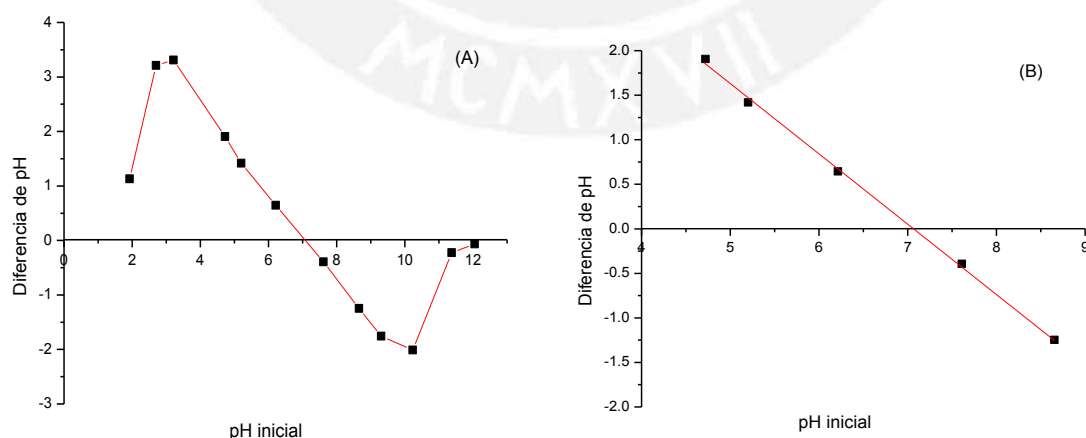 MCMXVII
(A)
4
3
2
1
0
-1
-2
-3
0 2 4 6 8 10 12
Diferencia de pH
pH inicial
(B)
2.0
1.5
1.0
0.5
0.0
-0.5
-1.0
-1.5
-2.0
4 5 6 7 8 9
Diferencia de pH
pH inicial